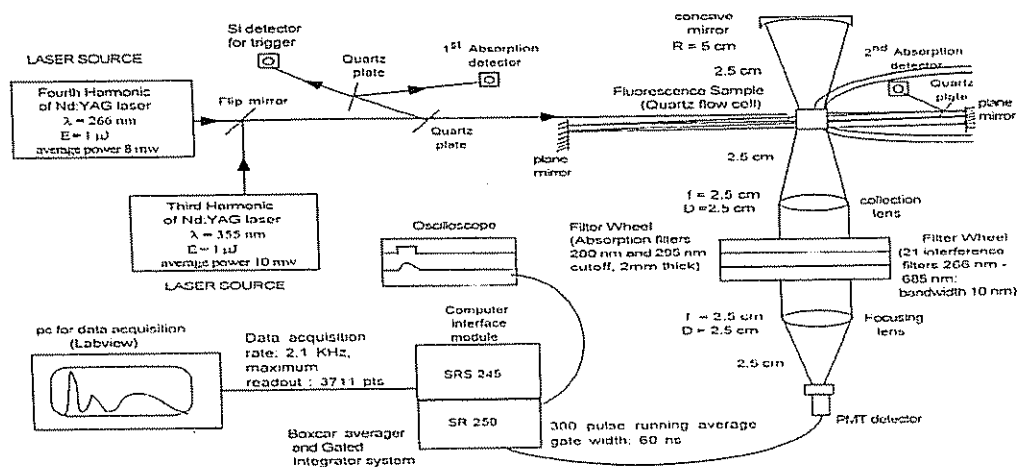 concave
mirror
R = 5 cm
Si detector
for trigger
1st Absorption
detector
2nd Absorption
detector
LASER SOURCE
Quartz
plate
2.5 cm
Fourth Harmonic
of Nd:YAG laser
λ = 266 nm
E = 1 μJ
average power 8 mw
Flip mirror
Fluorescence Sample
(Quartz flow cell)
Quartz
plate
plane
mirror
Quartz
plate
plane
mirror
2.5 cm
Third Harmonic
of Nd:YAG laser
λ = 355 nm
E = 1 μJ
average power 10 mw
LASER SOURCE
f = 2.5 cm
D = 2.5 cm
collection
lens
Oscilloscope
Filter Wheel
(Absorption filters
280 nm and 295 nm
cutoff, 2mm thick)
Filter Wheel
(21 interference
filters 266 nm -
685 nm;
bandwidth 10 nm)
pc for data acquisition
(Labview)
Data acquisition
rate: 2.1 KHz,
maximum
readout : 3711 pts
Computer
interface
module
f = 2.5 cm
D = 2.5 cm
Focusing
lens
SRS 245
2.5 cm
SR 250
300 pulse running average
gate width: 60 ns
PMT detector
Boxcar averager
and Gated
Integrator system